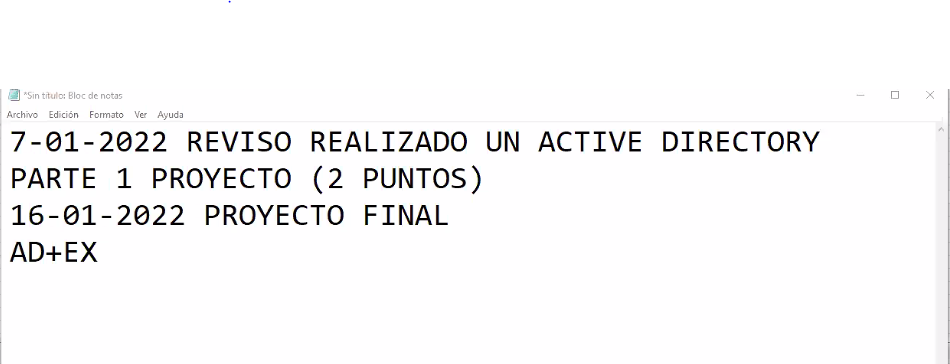 *Sin título: Bloc de notas
Archivo Edición Formato Ver Ayuda
7-01-2022 REVISO REALIZADO UN ACTIVE DIRECTORY
PARTE 1 PROYECTO (2 PUNTOS)
16-01-2022 PROYECTO FINAL
AD+EX